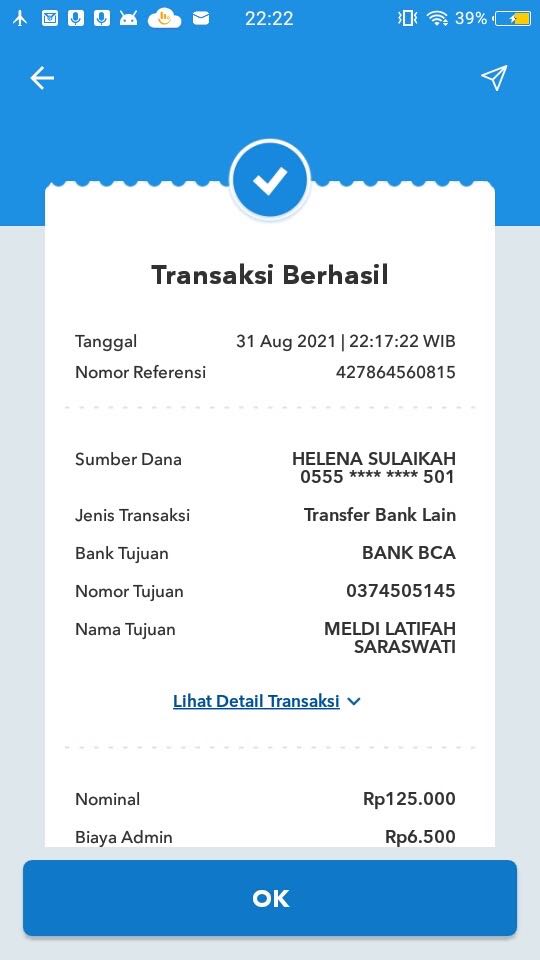 22:22
39%
Transaksi Berhasil
Tanggal 31 Aug 2021 | 22:17:22 WIB
Nomor Referensi 427864560815
Sumber Dana HELENA SULAIKAH
0555 **** **** 501
Jenis Transaksi Transfer Bank Lain
Bank Tujuan BANK BCA
Nomor Tujuan 0374505145
Nama Tujuan MELDI LATIFAH
SARASWATI
Lihat Detail Transaksi
Nominal Rp125.000
Biaya Admin Rp6.500
OK